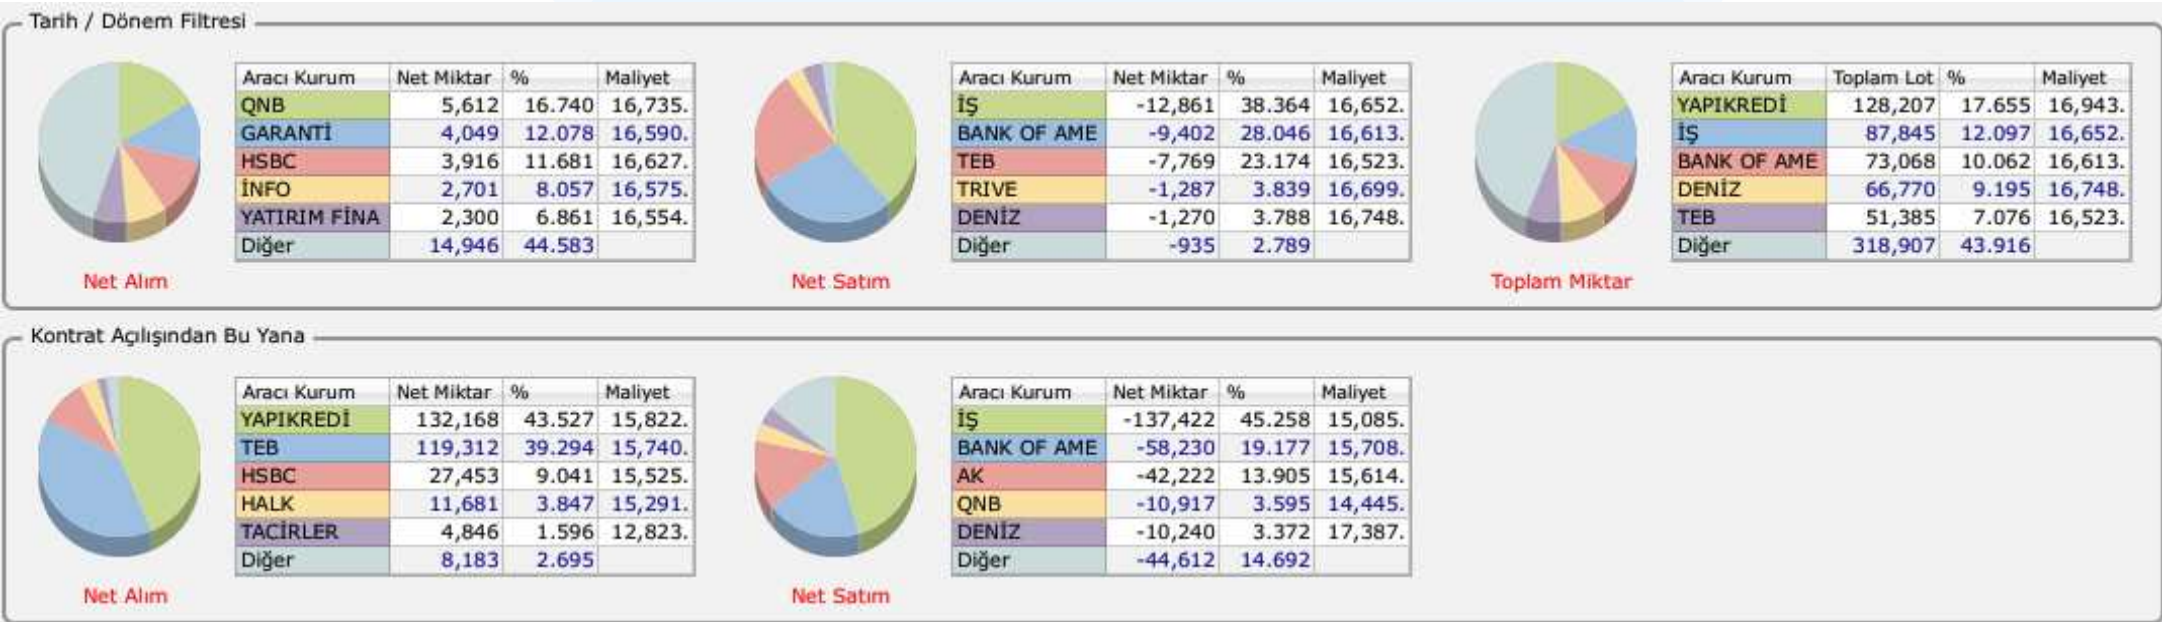 Tarih / Dönem Filtresi
Aracı Kurum Net Miktar % Maliyet
QNB 5,612 16.740 16,735.
GARANTİ 4,049 12.078 16,590.
HSBC 3,916 11.681 16,627.
İNFO 2,701 8.057 16,575.
YATIRIM FİNA 2,300 6.861 16,554.
Diğer 14,946 44.583
Net Alım
Aracı Kurum Net Miktar % Maliyet
İŞ -12,861 38.364 16,652.
BANK OF AME -9,402 28.046 16,613.
TEB -7,769 23.174 16,523.
TRIVE -1,287 3.839 16,699.
DENİZ -1,270 3.788 16,748.
Diğer -935 2.789
Net Satım
Aracı Kurum Toplam Lot % Maliyet
YAPIKREDİ 128,207 17.655 16,943.
İŞ 87,845 12.097 16,652.
BANK OF AME 73,068 10.062 16,613.
DENİZ 66,770 9.195 16,748.
TEB 51,385 7.076 16,523.
Diğer 318,907 43.916
Toplam Miktar
Kontrat Açılışından Bu Yana
Aracı Kurum Net Miktar % Maliyet
YAPIKREDİ 132,168 43.527 15,822.
TEB 119,312 39.294 15,740.
HSBC 27,453 9.041 15,525.
HALK 11,681 3.847 15,291.
TACİRLER 4,846 1.596 12,823.
Diğer 8,183 2.695
Net Alım
Aracı Kurum Net Miktar % Maliyet
İŞ -137,422 45.258 15,085.
BANK OF AME -58,230 19.177 15,708.
AK -42,222 13.905 15,614.
QNB -10,917 3.595 14,445.
DENİZ -10,240 3.372 17,387.
Diğer -44,612 14.692
Net Satım